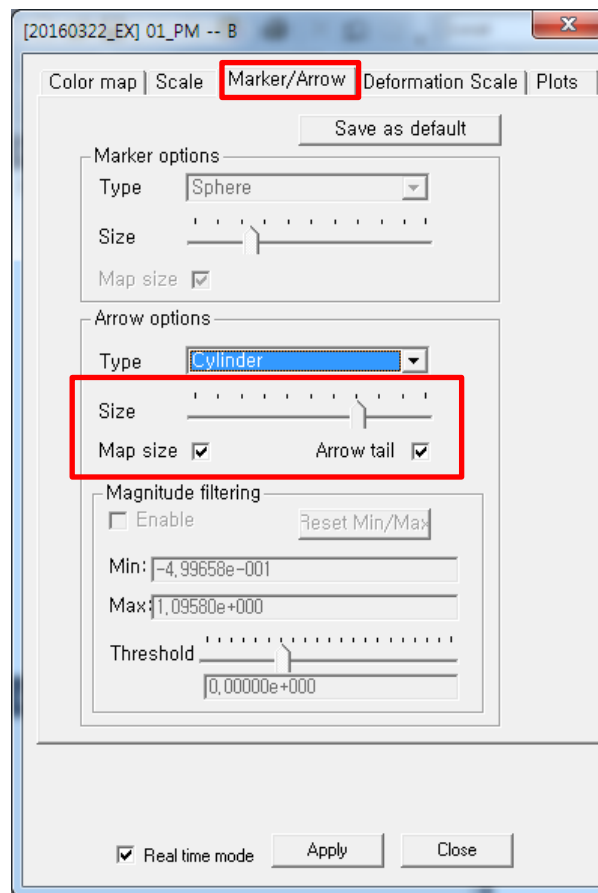 [20160322_EX] 01_PM -- B
Color map Scale Marker/Arrow Deformation Scale Plots
Save as default
Marker options
Type Sphere
Size
Map size
Arrow options
Type Cylinder
Size
Map size Arrow tail
Magnitude filtering
Enable Reset Min/Max
Min: -4,99658e-001
Max: 1,09580e+000
Threshold
0,00000e+000
Real time mode Apply Close